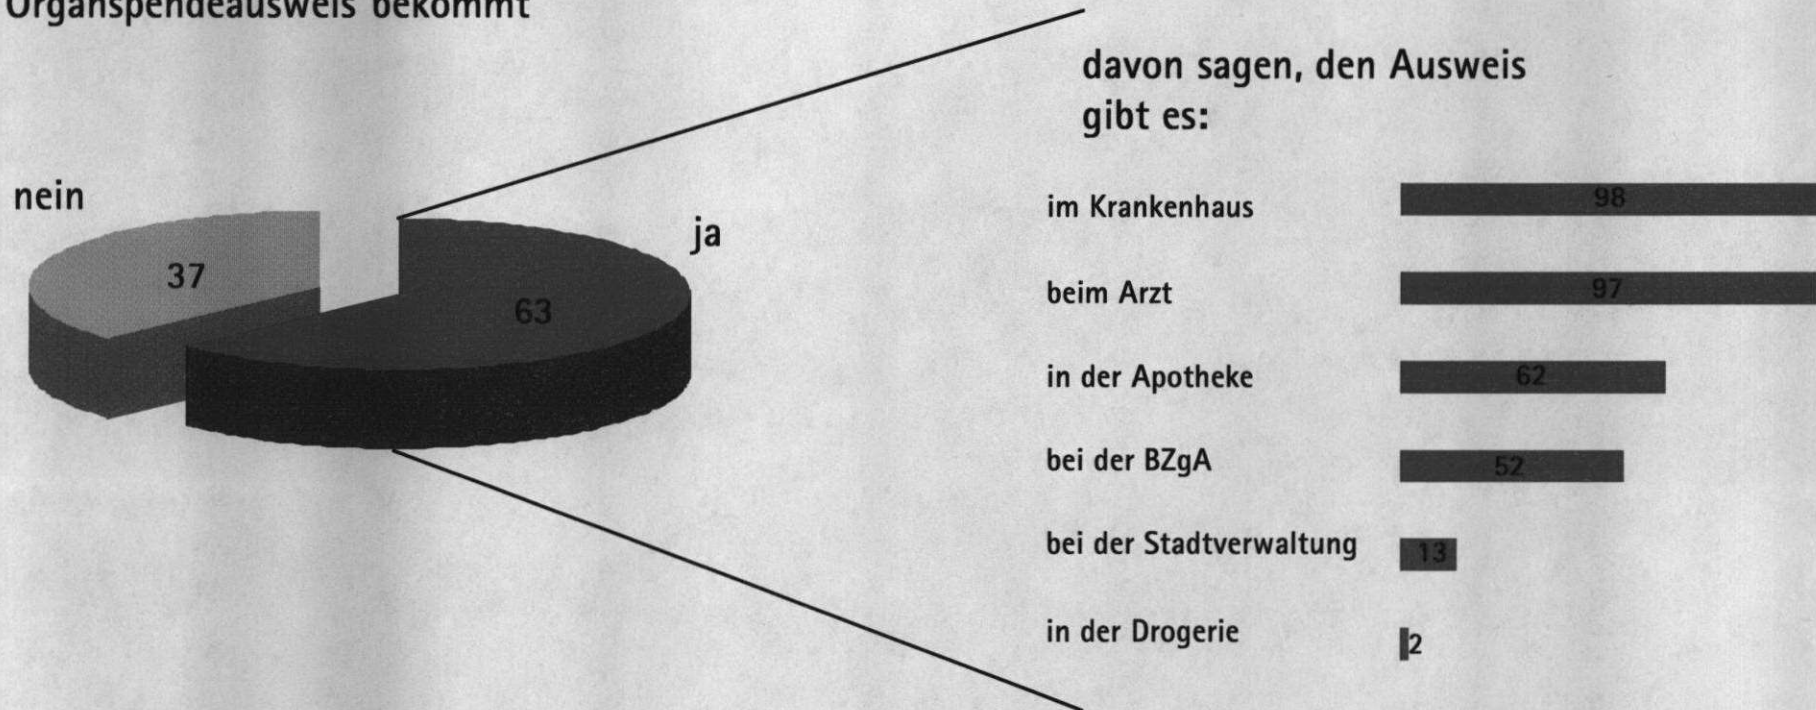 Organspendeausweis bekommt
davon sagen, den Ausweis
gibt es:
nein
37
ja
63
im Krankenhaus 98
beim Arzt 97
in der Apotheke 62
bei der BZgA 52
bei der Stadtverwaltung 13
in der Drogerie 2